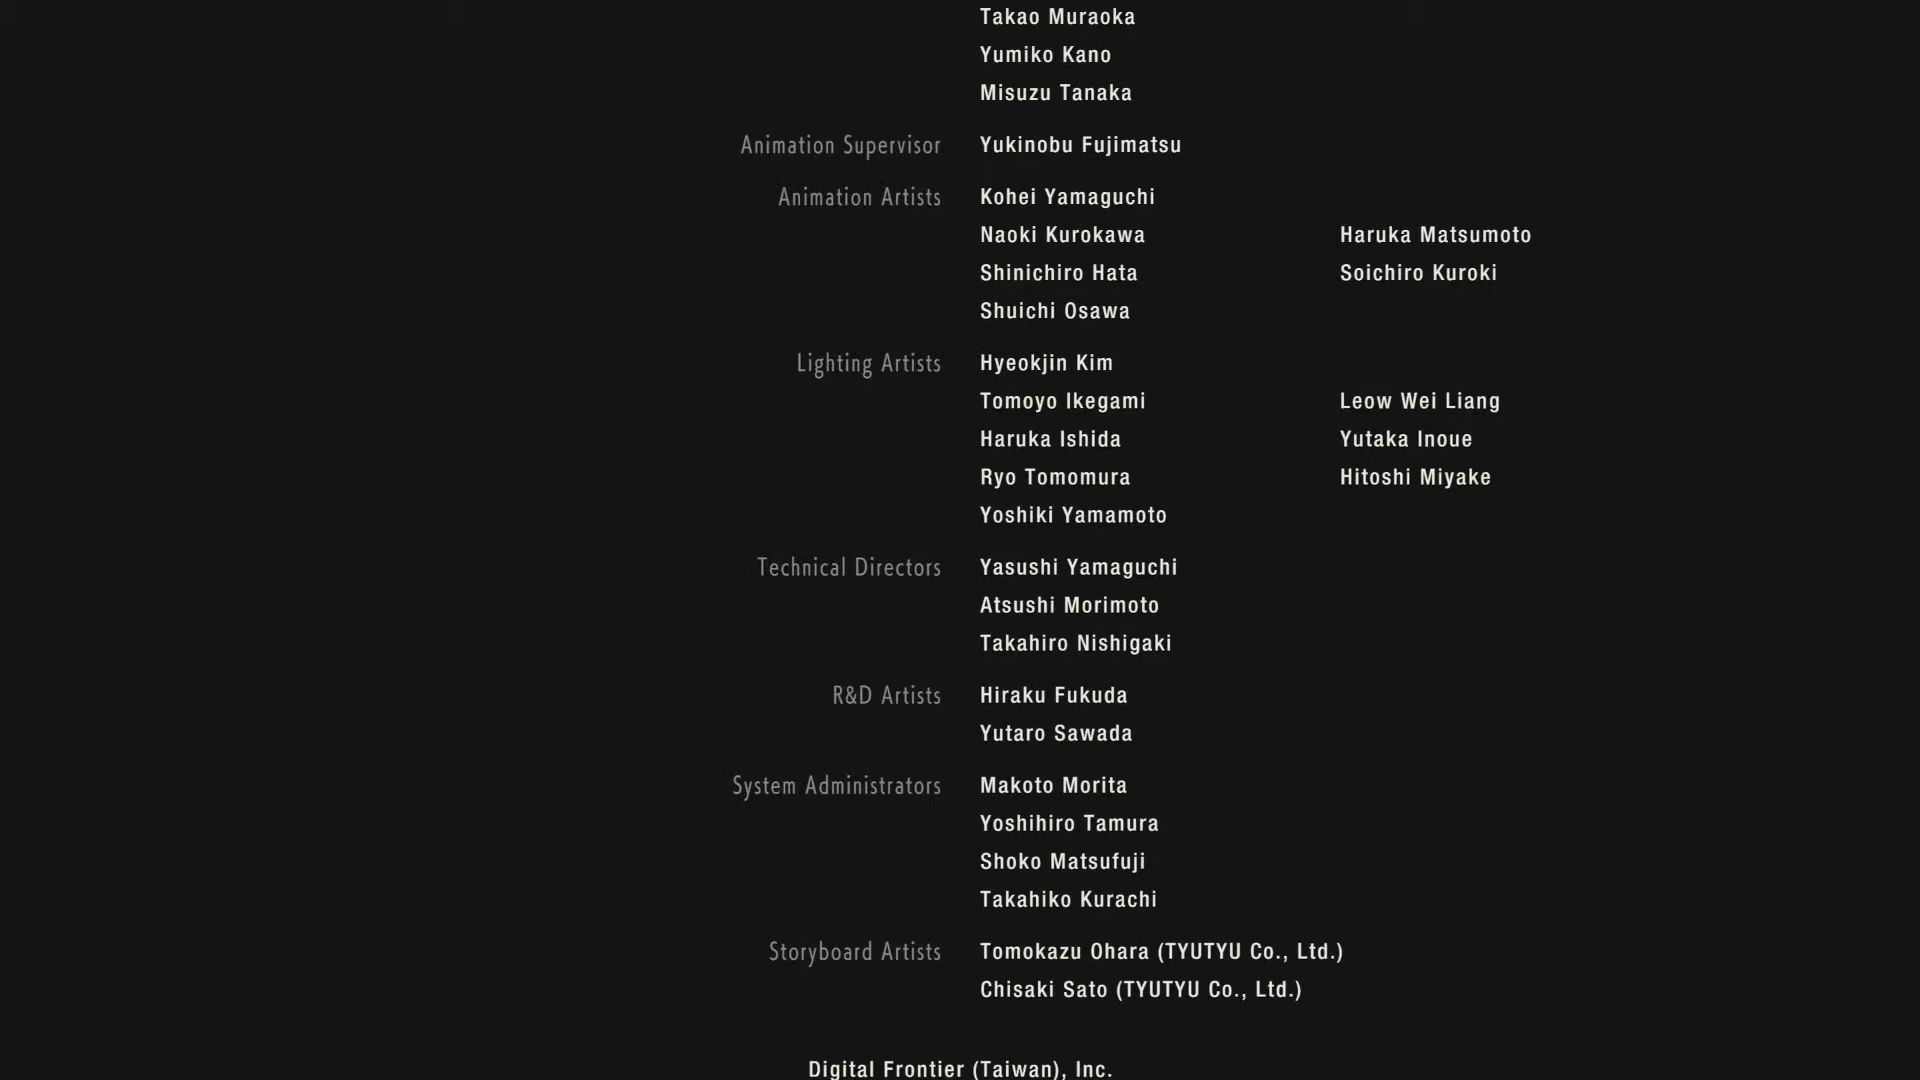 Takao Muraoka
Yumiko Kano
Misuzu Tanaka
Animation Supervisor Yukinobu Fujimatsu
Animation Artists Kohei Yamaguchi
Naoki Kurokawa Haruka Matsumoto
Shinichiro Hata Soichiro Kuroki
Shuichi Osawa
Lighting Artists Hyeokjin Kim
Tomoyo Ikegami Leow Wei Liang
Haruka Ishida Yutaka Inoue
Ryo Tomomura Hitoshi Miyake
Yoshiki Yamamoto
Technical Directors Yasushi Yamaguchi
Atsushi Morimoto
Takahiro Nishigaki
R&D Artists Hiraku Fukuda
Yutaro Sawada
System Administrators Makoto Morita
Yoshihiro Tamura
Shoko Matsufuji
Takahiko Kurachi
Storyboard Artists Tomokazu Ohara (TYUTYU Co., Ltd.)
Chisaki Sato (TYUTYU Co., Ltd.)
Digital Frontier (Taiwan), Inc.